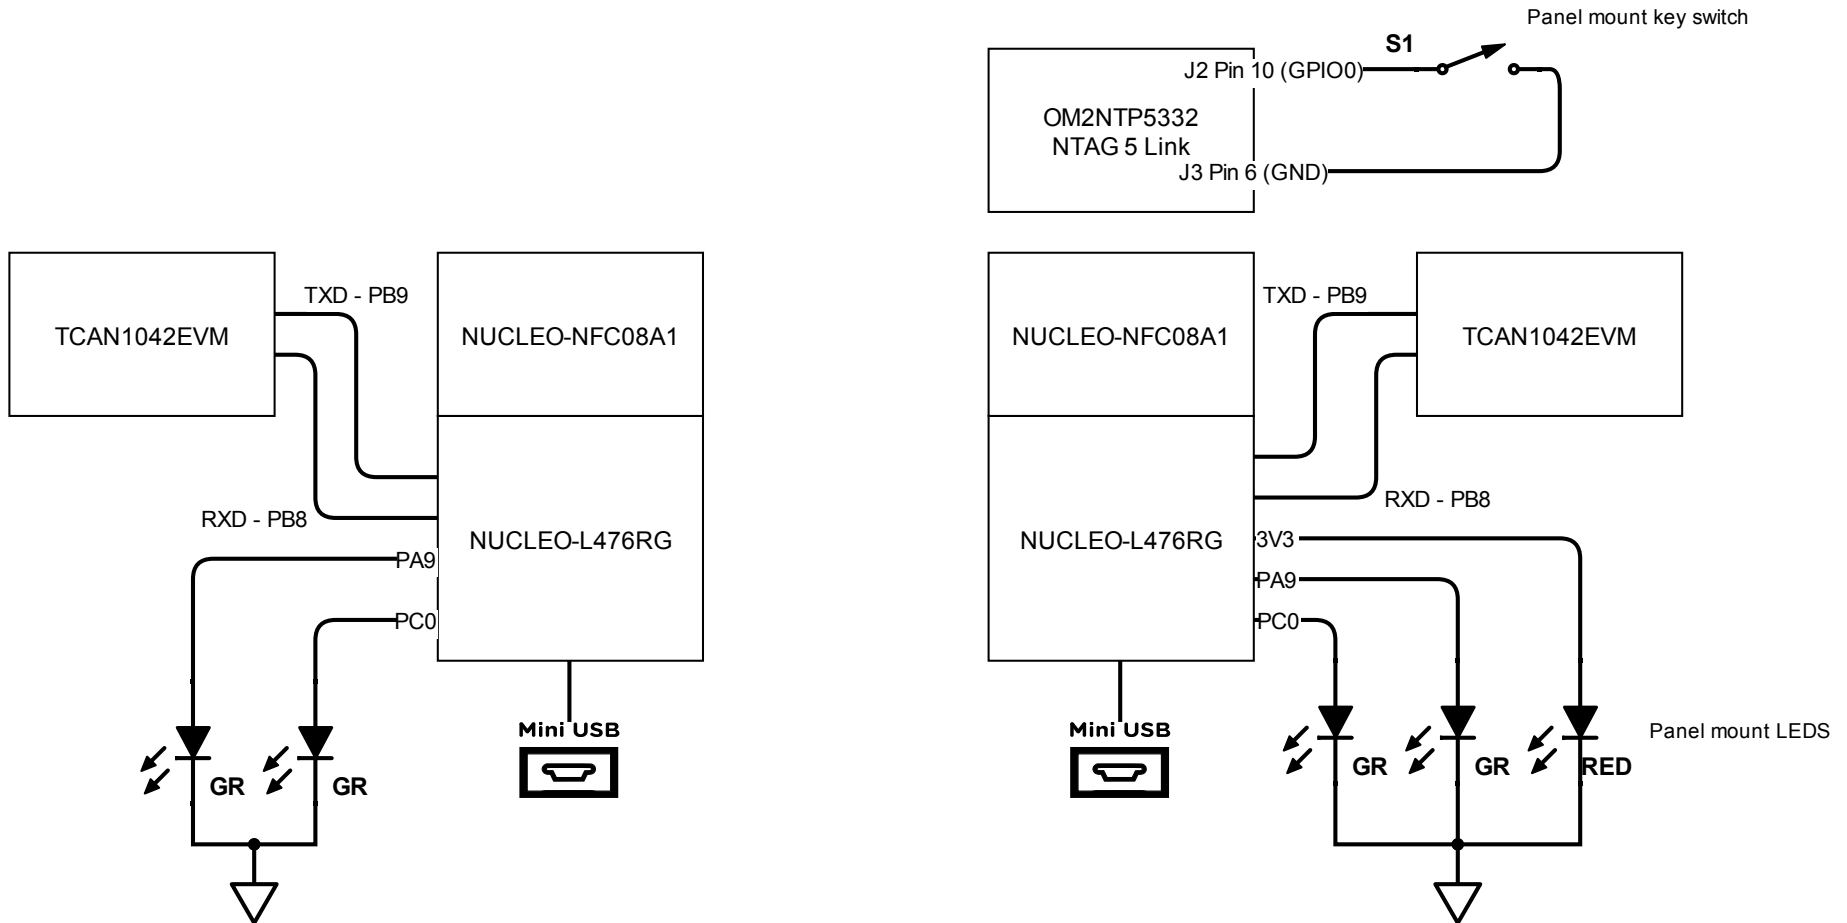 Panel mount key switch
S1
J2 Pin 10 (GPIO0)
OM2NTP5332
NTAG 5 Link
J3 Pin 6 (GND)
TCAN1042EVM
TXD - PB9
NUCLEO-NFC08A1
RXD - PB8
NUCLEO-L476RG
PA9
PC0
GR
GR
Mini USB
NUCLEO-NFC08A1
TXD - PB9
TCAN1042EVM
RXD - PB8
NUCLEO-L476RG
3V3
PA9
PC0
Mini USB
GR
GR
RED
Panel mount LEDS